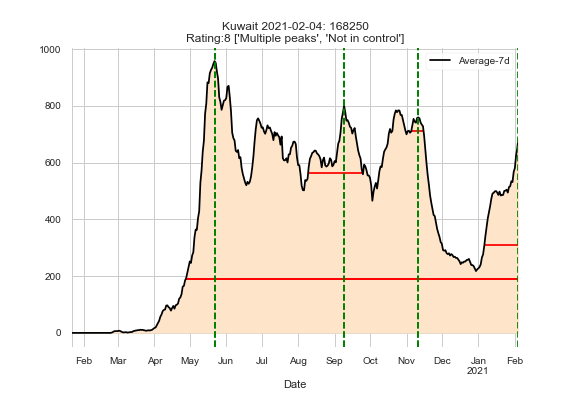 Kuwait 2021-02-04: 168250
Rating:8 ['Multiple peaks', 'Not in control']
Average-7d
1000
800
600
400
200
0
Feb Mar Apr May Jun Jul Aug Sep Oct Nov Dec Jan Feb
2021
Date